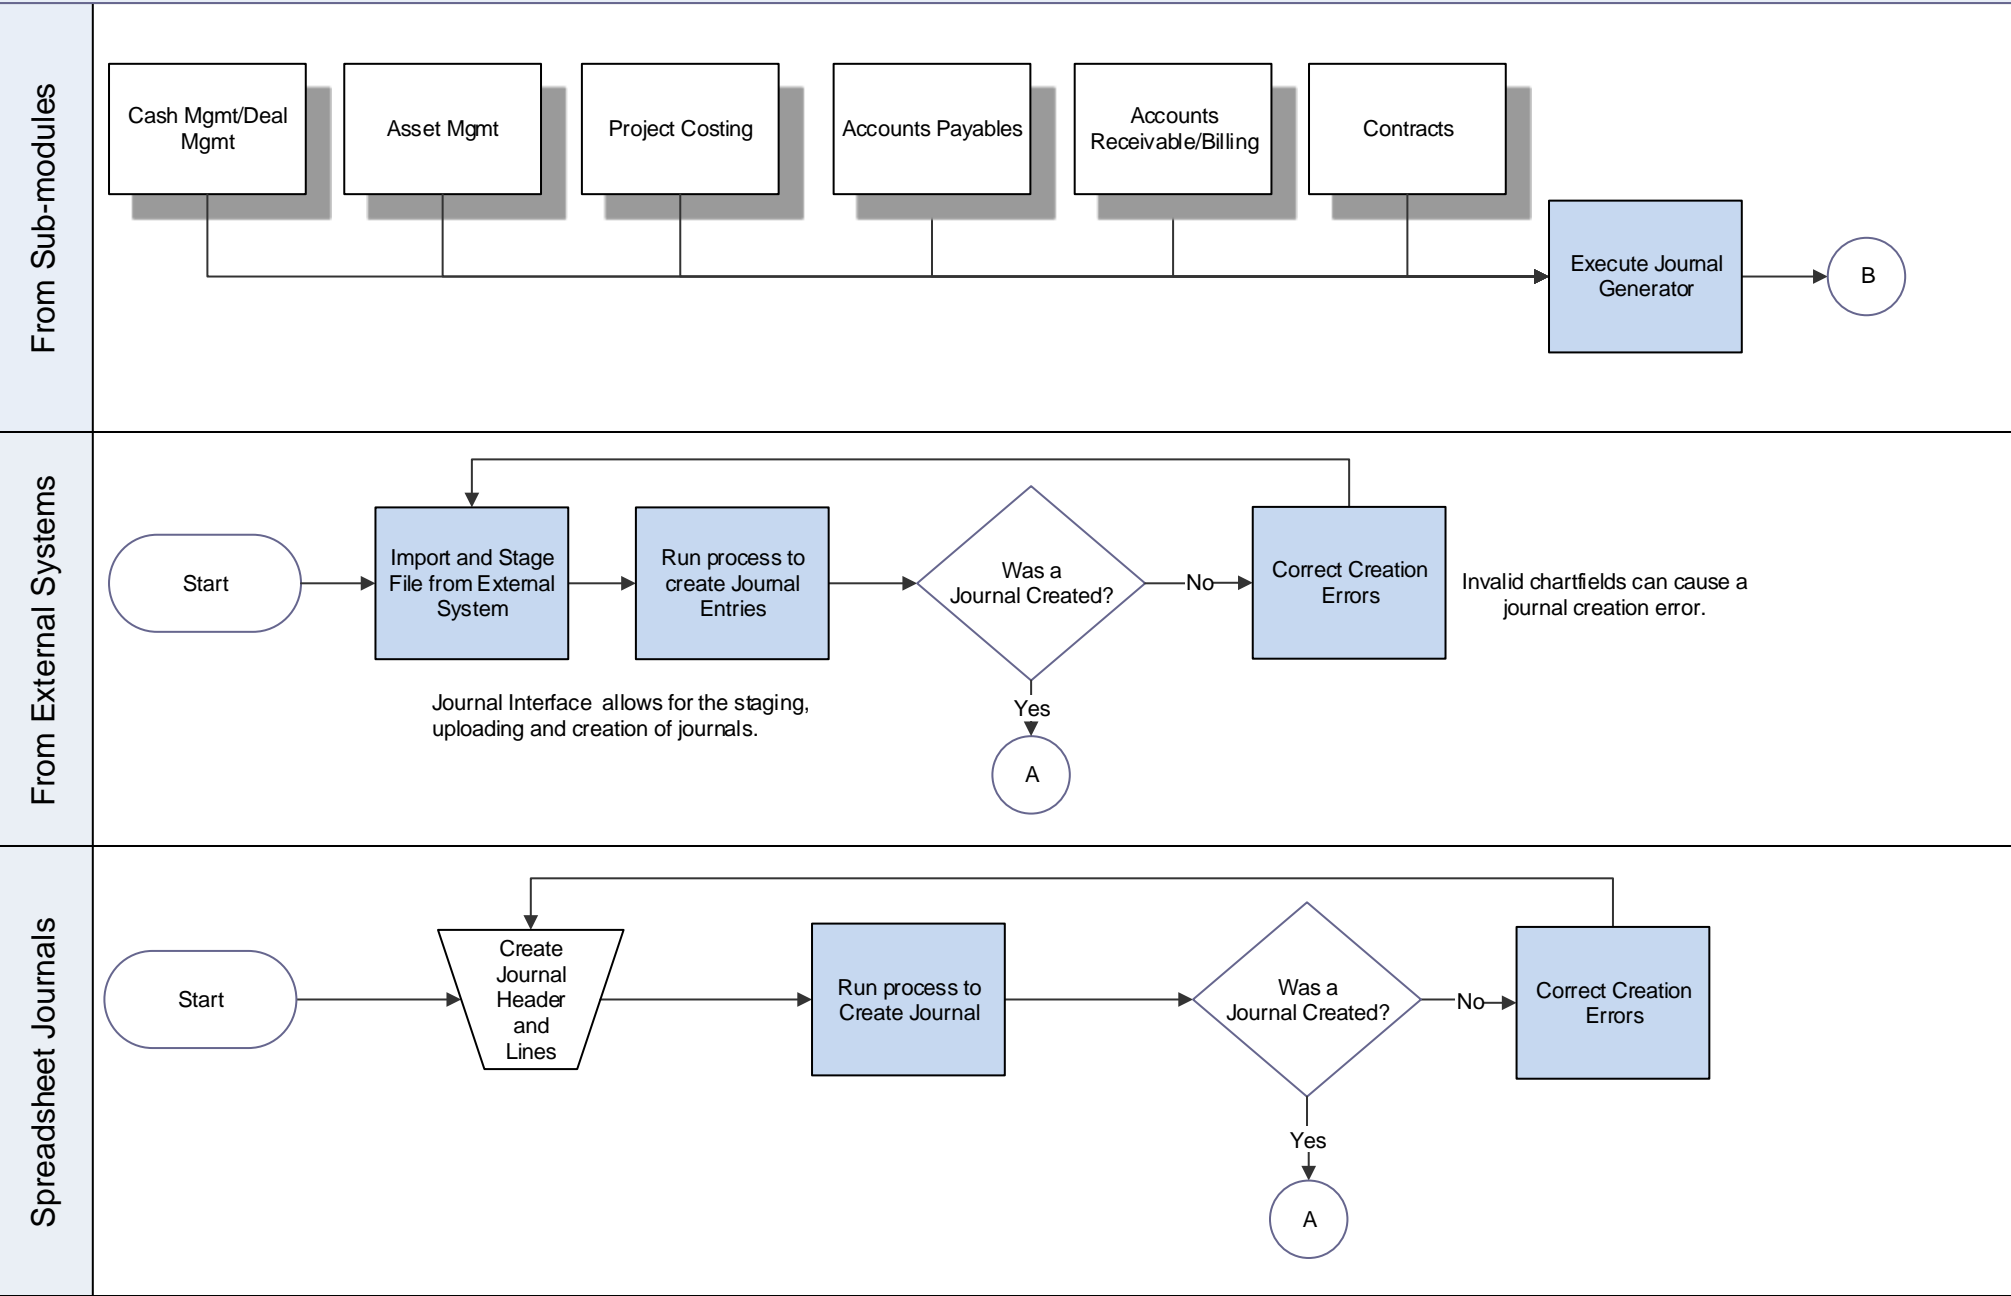 From Sub-modules
Cash Mgmt/Deal
Mgmt
Asset Mgmt
Project Costing
Accounts Payables
Accounts
Receivable/Billing
Contracts
Execute Journal
Generator
B
From External Systems
Start
Import and Stage
File from External
System
Run process to
create Journal
Entries
Was a
Journal Created?
No
Correct Creation
Errors
Invalid chartfields can cause a
journal creation error.
Journal Interface allows for the staging,
uploading and creation of journals.
Yes
A
Spreadsheet Journals
Start
Create
Journal
Header
and
Lines
Run process to
Create Journal
Was a
Journal Created?
No
Correct Creation
Errors
Yes
A